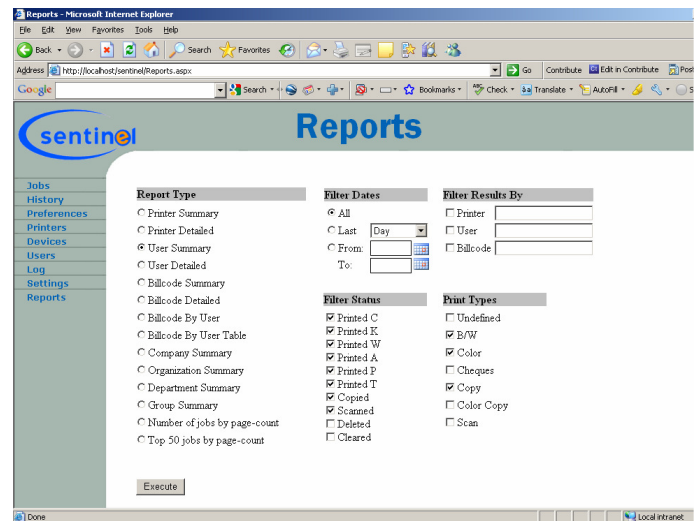 Reports - Microsoft Internet Explorer
File Edit View Favorites Tools Help
Back Search Favorites
Address http://localhost/sentinel/Reports.aspx Go Contribute Edit in Contribute Post
Google Search Bookmarks Check Translate AutoFill
sentinel
Reports
Jobs
History
Preferences
Printers
Devices
Users
Log
Settings
Reports
Report Type
Printer Summary
Printer Detailed
User Summary
User Detailed
Billcode Summary
Billcode Detailed
Billcode By User
Billcode By User Table
Company Summary
Organization Summary
Department Summary
Group Summary
Number of jobs by page-count
Top 50 jobs by page-count
Execute
Filter Dates
All
Last Day
From:
To:
Filter Results By
Printer
User
Billcode
Filter Status
Printed C
Printed K
Printed W
Printed A
Printed P
Printed T
Copied
Scanned
Deleted
Cleared
Print Types
Undefined
B/W
Color
Cheques
Copy
Color Copy
Scan
Done Local intranet